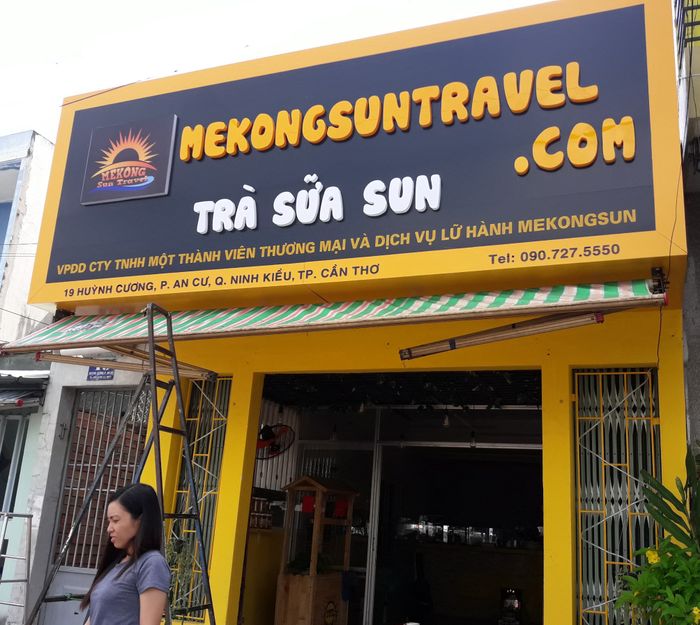 MEKONG
Sun Travel
MEKONGSUNTRAVEL
.COM
TRÀ SỮA SUN
VPDD CTY TNHH MỘT THÀNH VIÊN THƯƠNG MẠI VÀ DỊCH VỤ LỮ HÀNH MEKONGSUN
19 HUỲNH CƯƠNG, P. AN CƯ, Q. NINH KIỀU, TP. CẦN THƠ
Tel: 090.727.5550